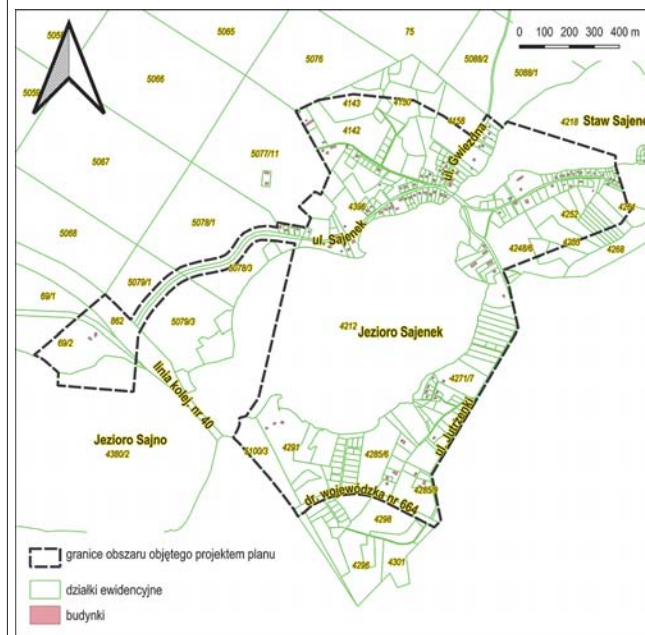 5065
75
0 100 200 300 400 m
5076
5088/2
5088/1
5066
4143
4150
4158
4218 Staw Sajene
4142
ul. Gwiezdna
5067
5077/11
4396
4252
5078/1
ul. Sajenek
5068
4248/6
4268
5078/3
5079/1
69/1
862
5079/3
4212
Jezioro Sajenek
69/2
linia kolej. nr 40
4271/7
ul. Jutrzenki
Jezioro Sajno
4380/2
4291
4285/6
dr. wojewódzka nr 664
4298
4301
granice obszaru objętego projektem planu
działki ewidencyjne
budynki